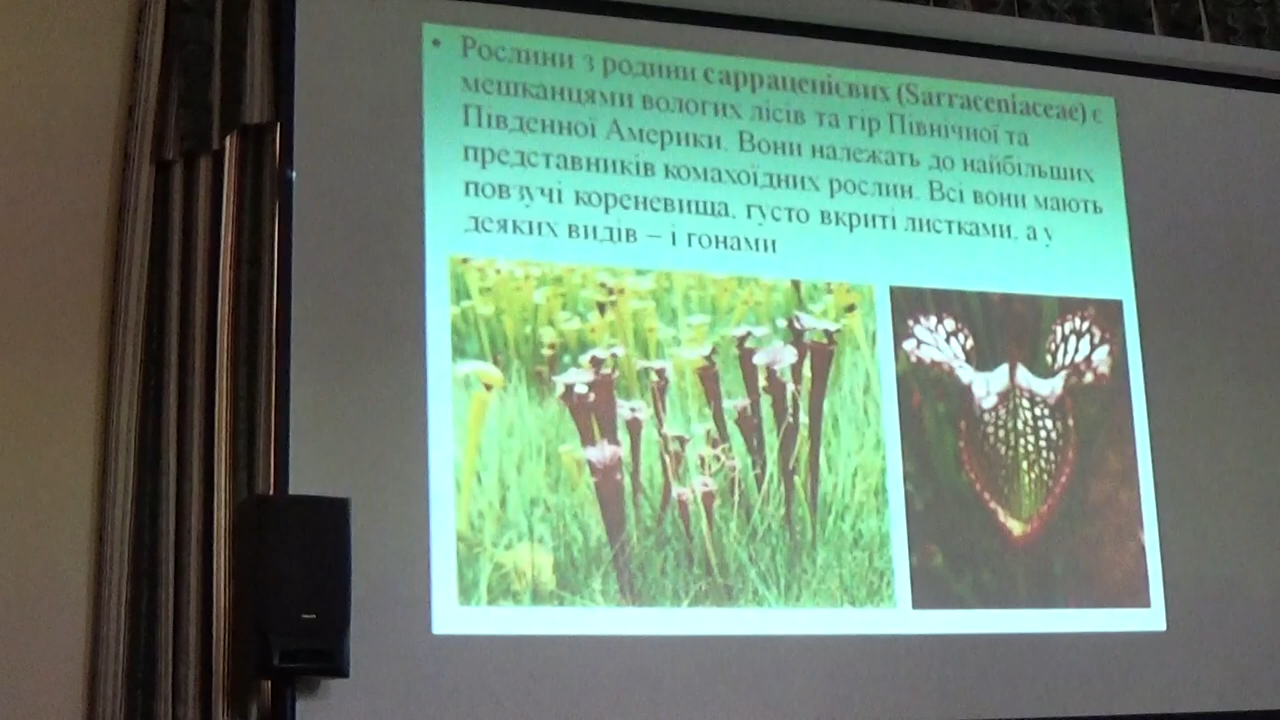 • Рослини з родини саррацепієвих (Sarraceniaceae) є
мешканцями вологих лісів та гір Північної та
Південної Америки. Вони належать до найбільших
представників комахоїдних рослин. Всі вони мають
повзучі кореневища, густо вкриті листками, а у
деяких видів – і гонами